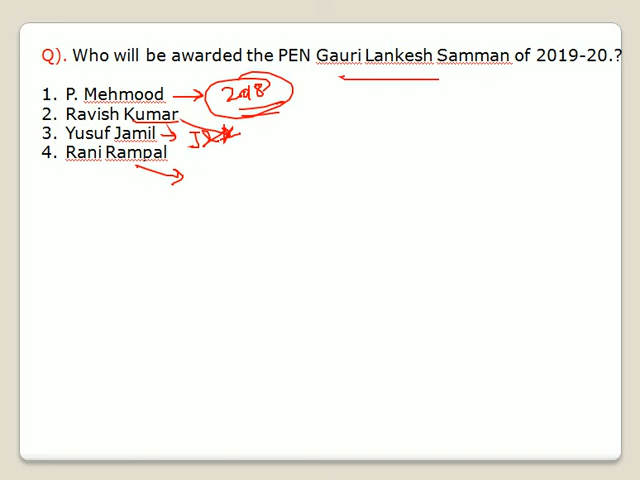 Q). Who will be awarded the PEN Gauri Lankesh Samman of 2019-20.?
1. P. Mehmood 2018
2. Ravish Kumar
3. Yusuf Jamil
4. Rani Rampal